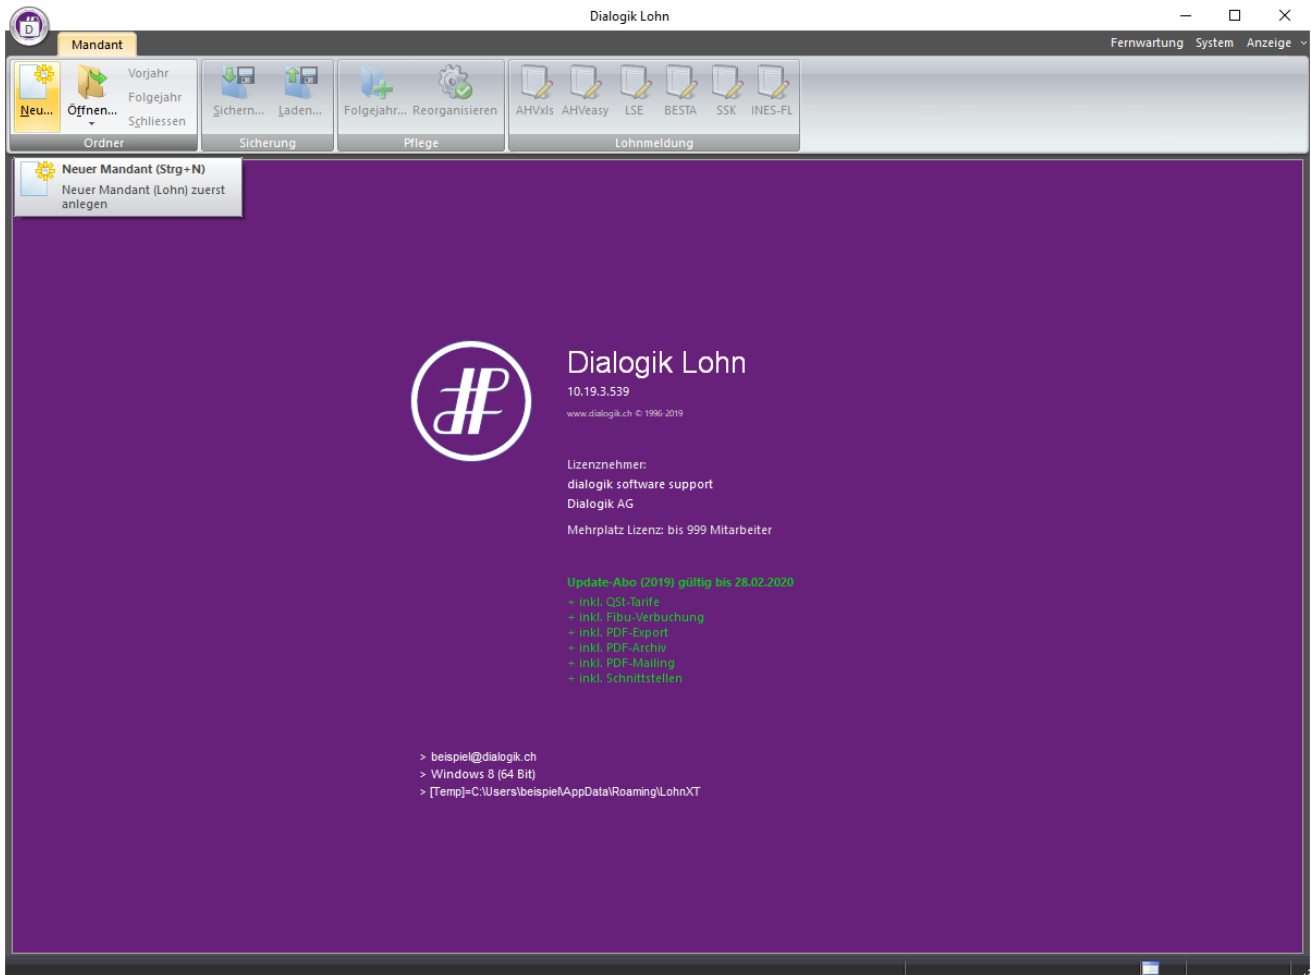 Dialogik Lohn
D
Mandant
Fernwartung System Anzeige
Neu...
Öffnen...
Vorjahr
Folgejahr
Schliessen
Sichern...
Laden...
Folgejahr...
Reorganisieren
AHVxls
AHVeasy
LSE
BESTA
SSK
INES-FL
Ordner
Sicherung
Pflege
Lohnmeldung
Neuer Mandant (Strg+N)
Neuer Mandant (Lohn) zuerst
anlegen
Dialogik Lohn
10.19.3.539
www.dialogik.ch © 1996-2019
Lizenznehmer:
dialogik software support
Dialogik AG
Mehrplatz Lizenz: bis 999 Mitarbeiter
Update-Abo (2019) gültig bis 28.02.2020
+ inkl. QSt-Tarife
+ inkl. Fibu-Verbuchung
+ inkl. PDF-Export
+ inkl. PDF-Archiv
+ inkl. PDF-Mailing
+ inkl. Schnittstellen
> beispiel@dialogik.ch
> Windows 8 (64 Bit)
> [Temp]=C:\Users\beispiel\AppData\Roaming\LohnXT